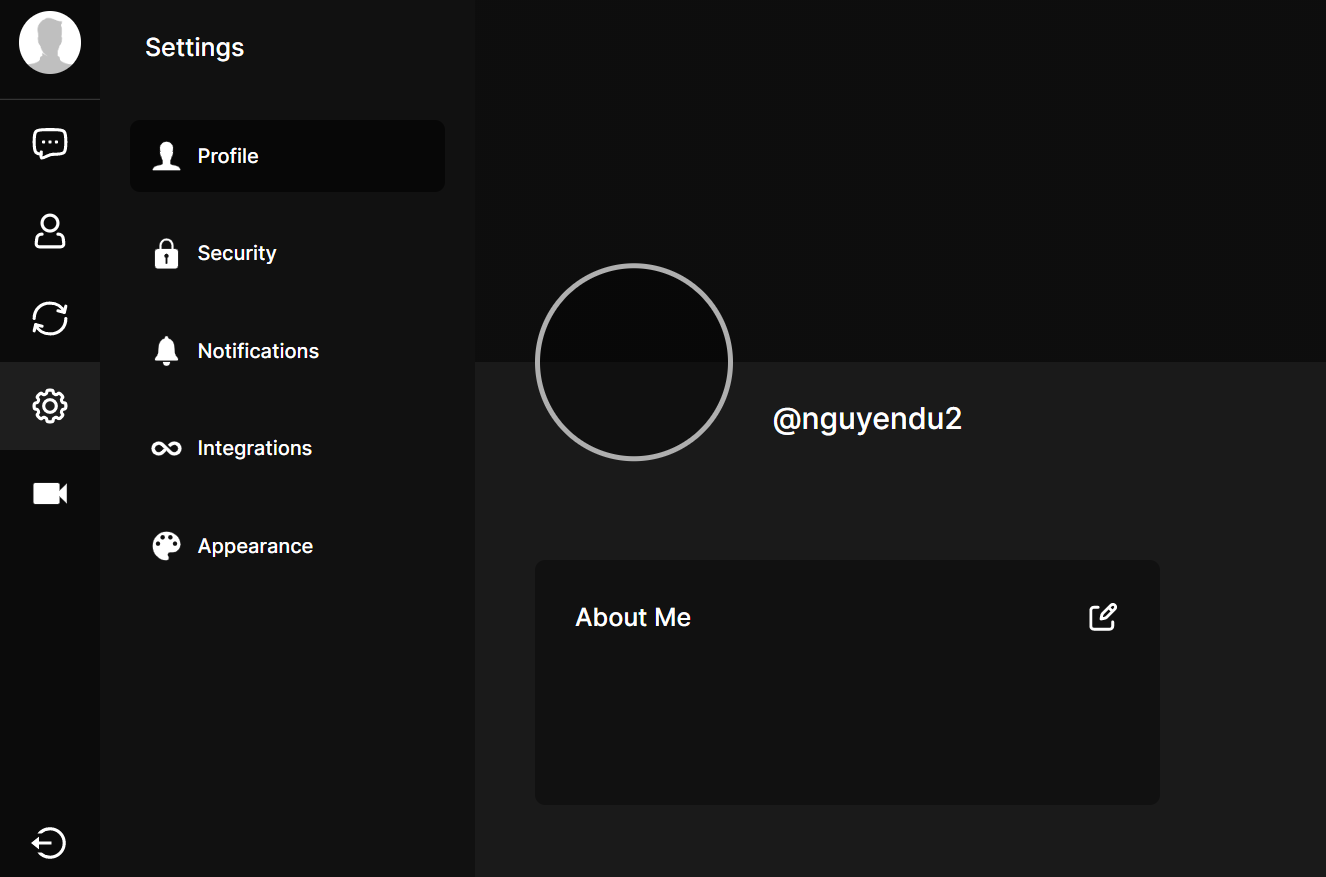 Settings
Profile
Security
Notifications
Integrations
Appearance
@nguyendu2
About Me